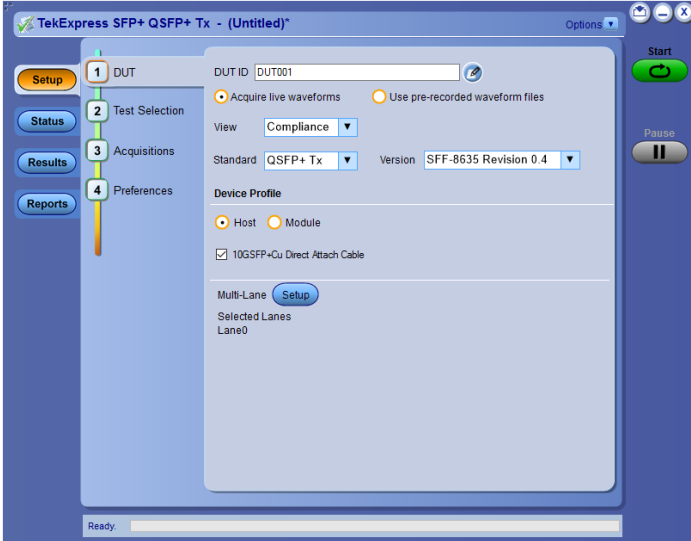 TekExpress SFP+ QSFP+ Tx - (Untitled)*
Options
Start
Pause
Setup
Status
Results
Reports
1 DUT
2 Test Selection
3 Acquisitions
4 Preferences
DUT ID DUT001
Acquire live waveforms Use pre-recorded waveform files
View Compliance
Standard QSFP+ Tx Version SFF-8635 Revision 0.4
Device Profile
Host Module
10GSFP+Cu Direct Attach Cable
Multi-Lane Setup
Selected Lanes
Lane0
Ready.